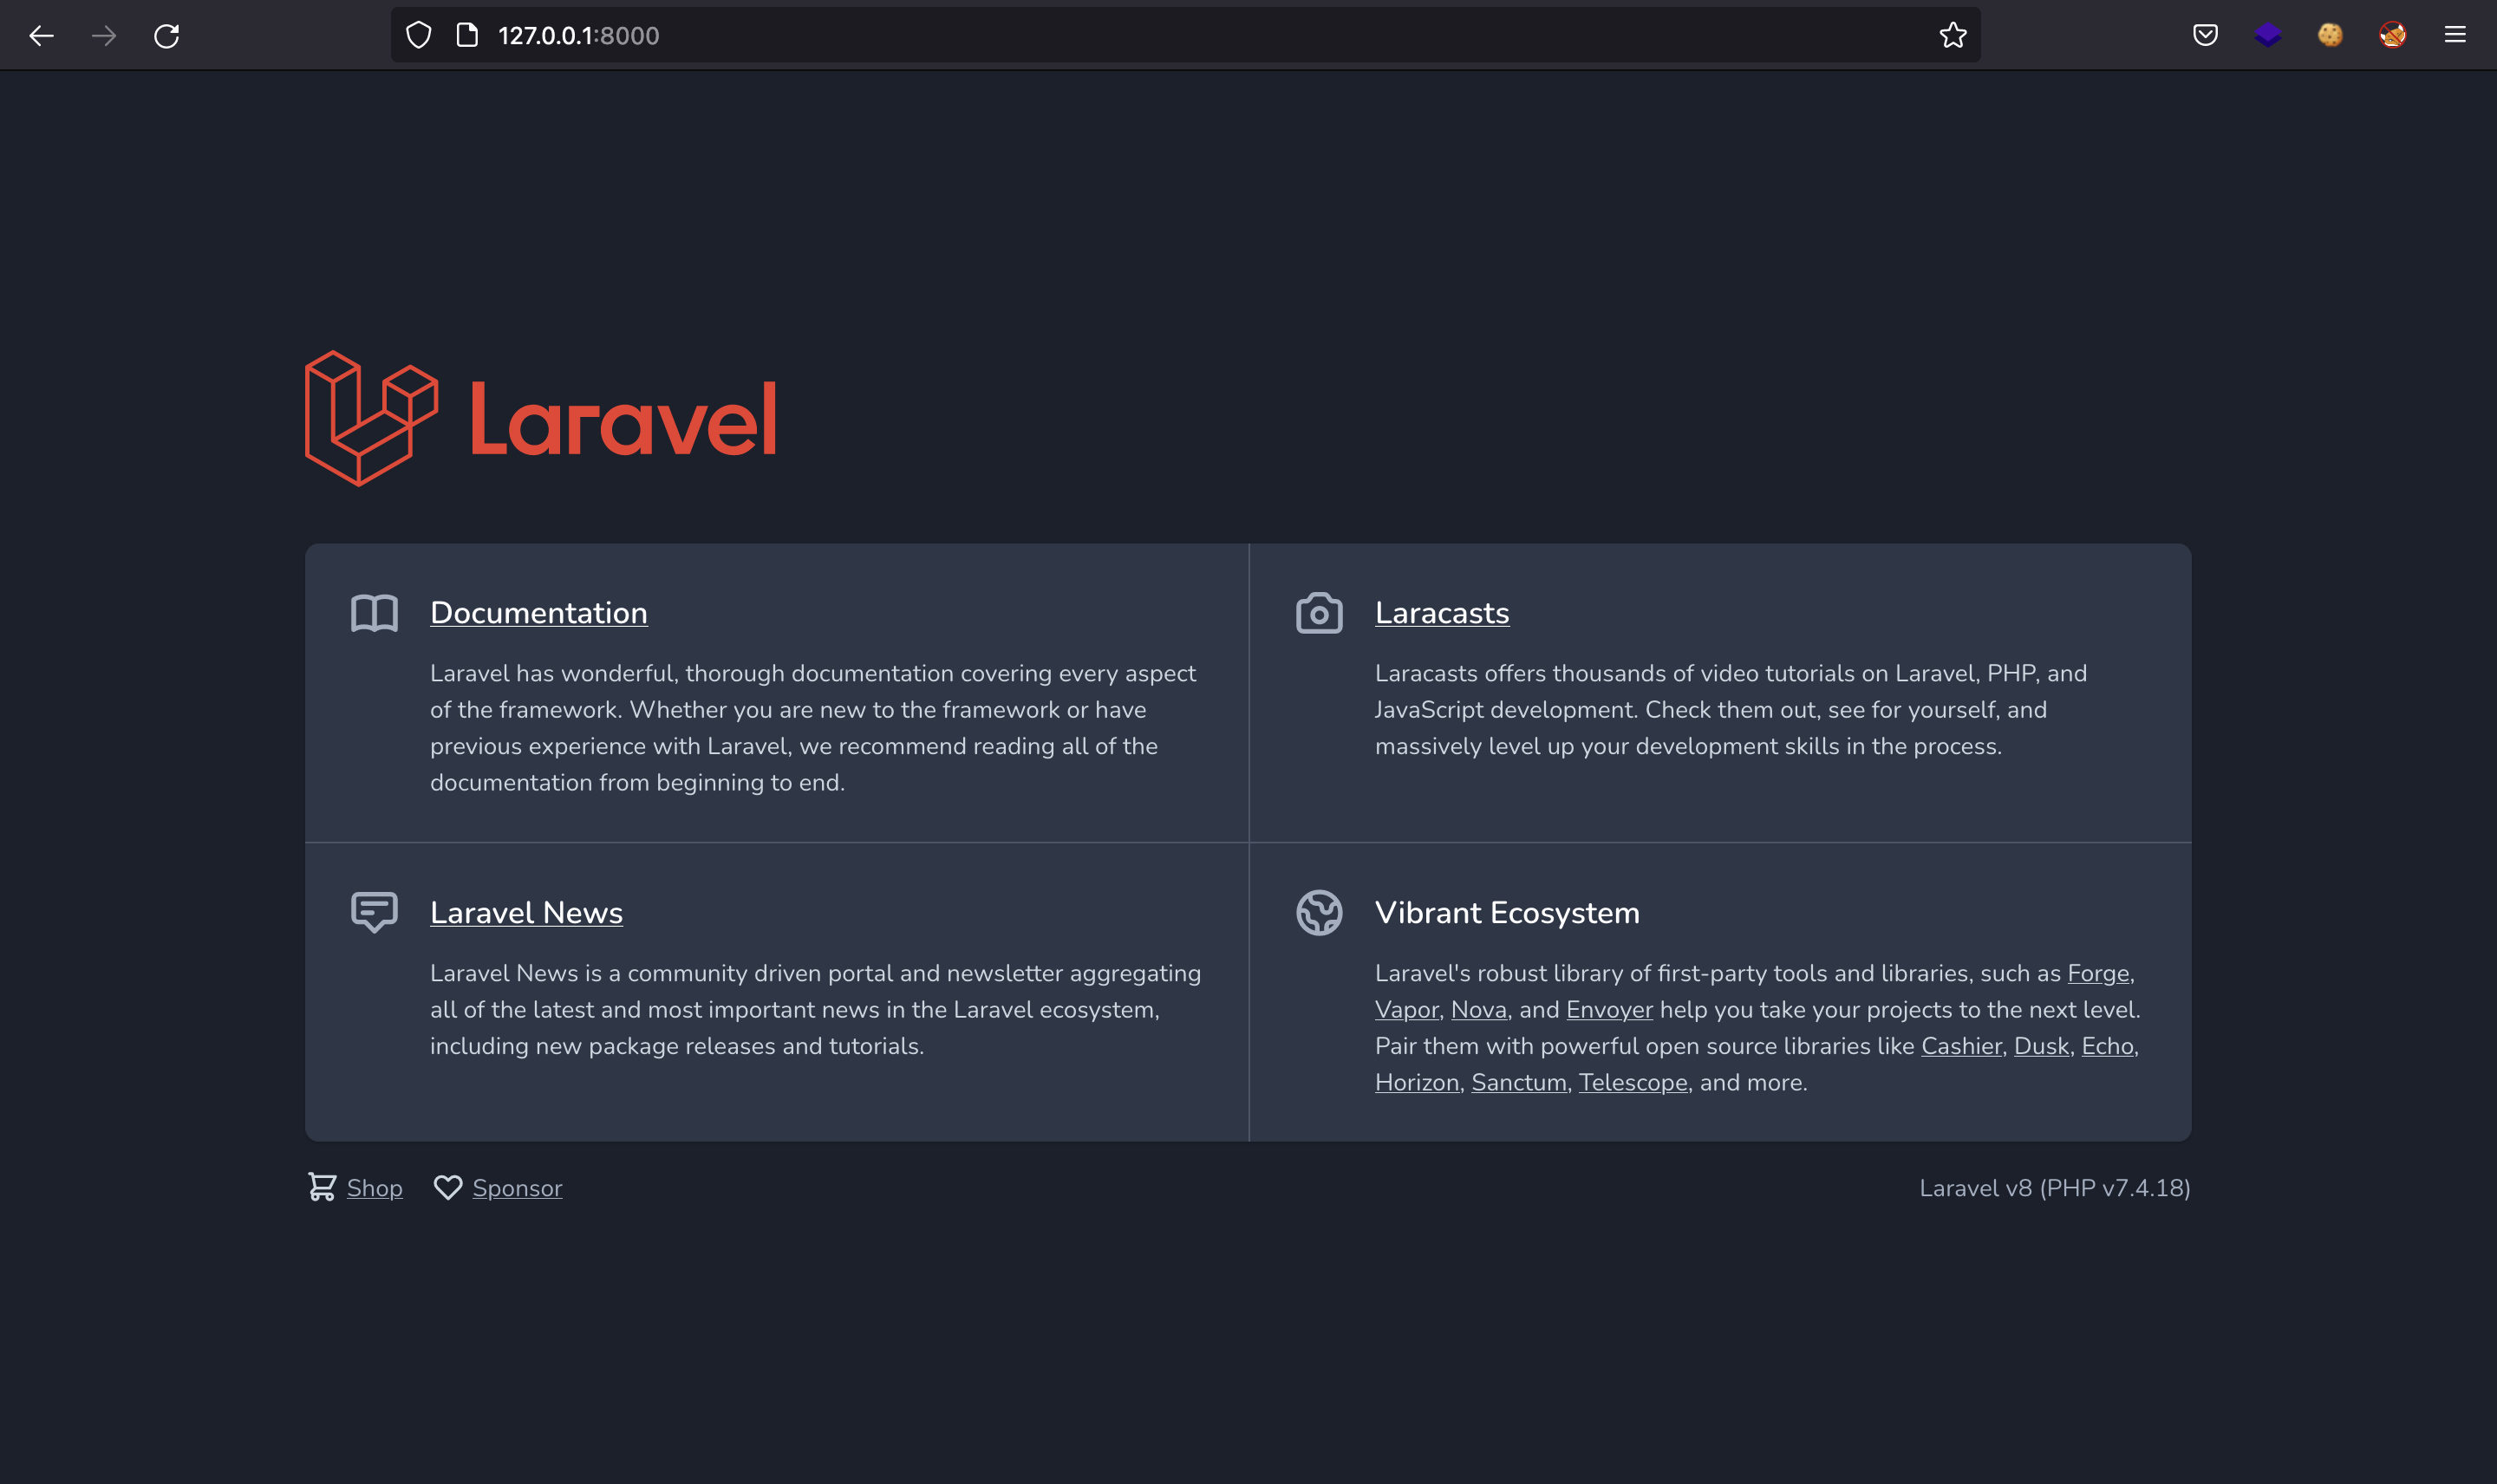 127.0.0.1:8000
Laravel
Documentation
Laravel has wonderful, thorough documentation covering every aspect
of the framework. Whether you are new to the framework or have
previous experience with Laravel, we recommend reading all of the
documentation from beginning to end.
Laracasts
Laracasts offers thousands of video tutorials on Laravel, PHP, and
JavaScript development. Check them out, see for yourself, and
massively level up your development skills in the process.
Laravel News
Laravel News is a community driven portal and newsletter aggregating
all of the latest and most important news in the Laravel ecosystem,
including new package releases and tutorials.
Vibrant Ecosystem
Laravel's robust library of first-party tools and libraries, such as Forge,
Vapor, Nova, and Envoyer help you take your projects to the next level.
Pair them with powerful open source libraries like Cashier, Dusk, Echo,
Horizon, Sanctum, Telescope, and more.
Shop Sponsor
Laravel v8 (PHP v7.4.18)